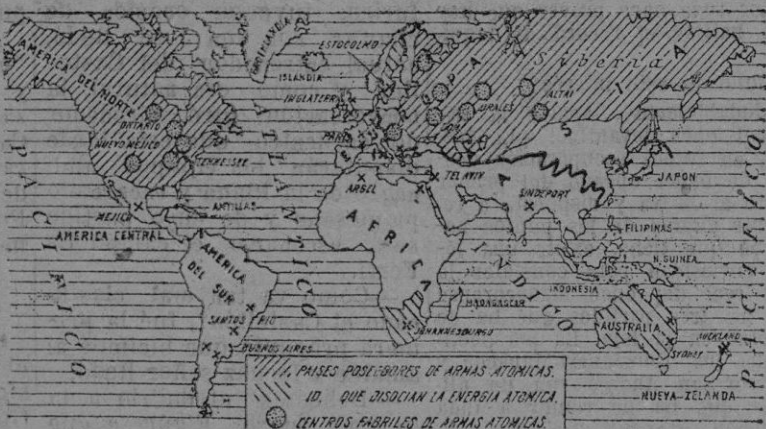 GROENLANDIA
ESTOCOLMO
Siberia
AMERICA DEL NORTE
ISLANDIA
EUROPA
ALTAI
INGLATERRA
URALES
ASIA
ONTARIO
ATLANTICO
PARIS
NUEVO MEJICO
TENNESSEE
TEL AVIV
JAPON
PACIFICO
ARGEL
SINDEPORT
PACIFICO
MEJICO
ANTILLAS
AFRICA
FILIPINAS
AMERICA CENTRAL
INDICO
N. GUINEA
AMERICA
DEL SUR
INDONESIA
MADAGASCAR
SANTOS
RIO
JOHANNESBURGO
AUSTRALIA
AUCKLAND
BUENOS AIRES
SYDNEY
PAISES POSEEDORES DE ARMAS ATOMICAS.
ID. QUE DISOCIAN LA ENERGIA ATOMICA.
NUEVA-ZELANDA
CENTROS FABRILES DE ARMAS ATOMICAS.